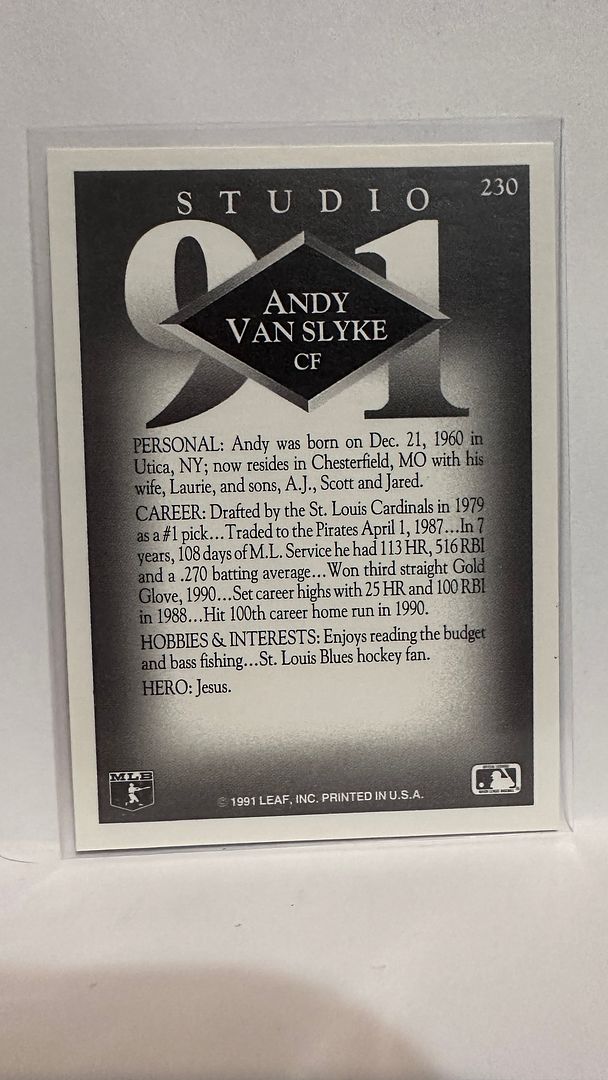 STUDIO 230
91
ANDY
VAN SLYKE
CF
PERSONAL: Andy was born on Dec. 21, 1960 in
Utica, NY; now resides in Chesterfield, MO with his
wife, Laurie, and sons, A.J., Scott and Jared.
CAREER: Drafted by the St. Louis Cardinals in 1979
as a #1 pick...Traded to the Pirates April 1, 1987...In 7
years, 108 days of M.L. Service he had 113 HR, 516 RBI
and a .270 batting average...Won third straight Gold
Glove, 1990...Set career highs with 25 HR and 100 RBI
in 1988...Hit 100th career home run in 1990.
HOBBIES & INTERESTS: Enjoys reading the budget
and bass fishing...St. Louis Blues hockey fan.
HERO: Jesus.
MLB
© 1991 LEAF, INC. PRINTED IN U.S.A.